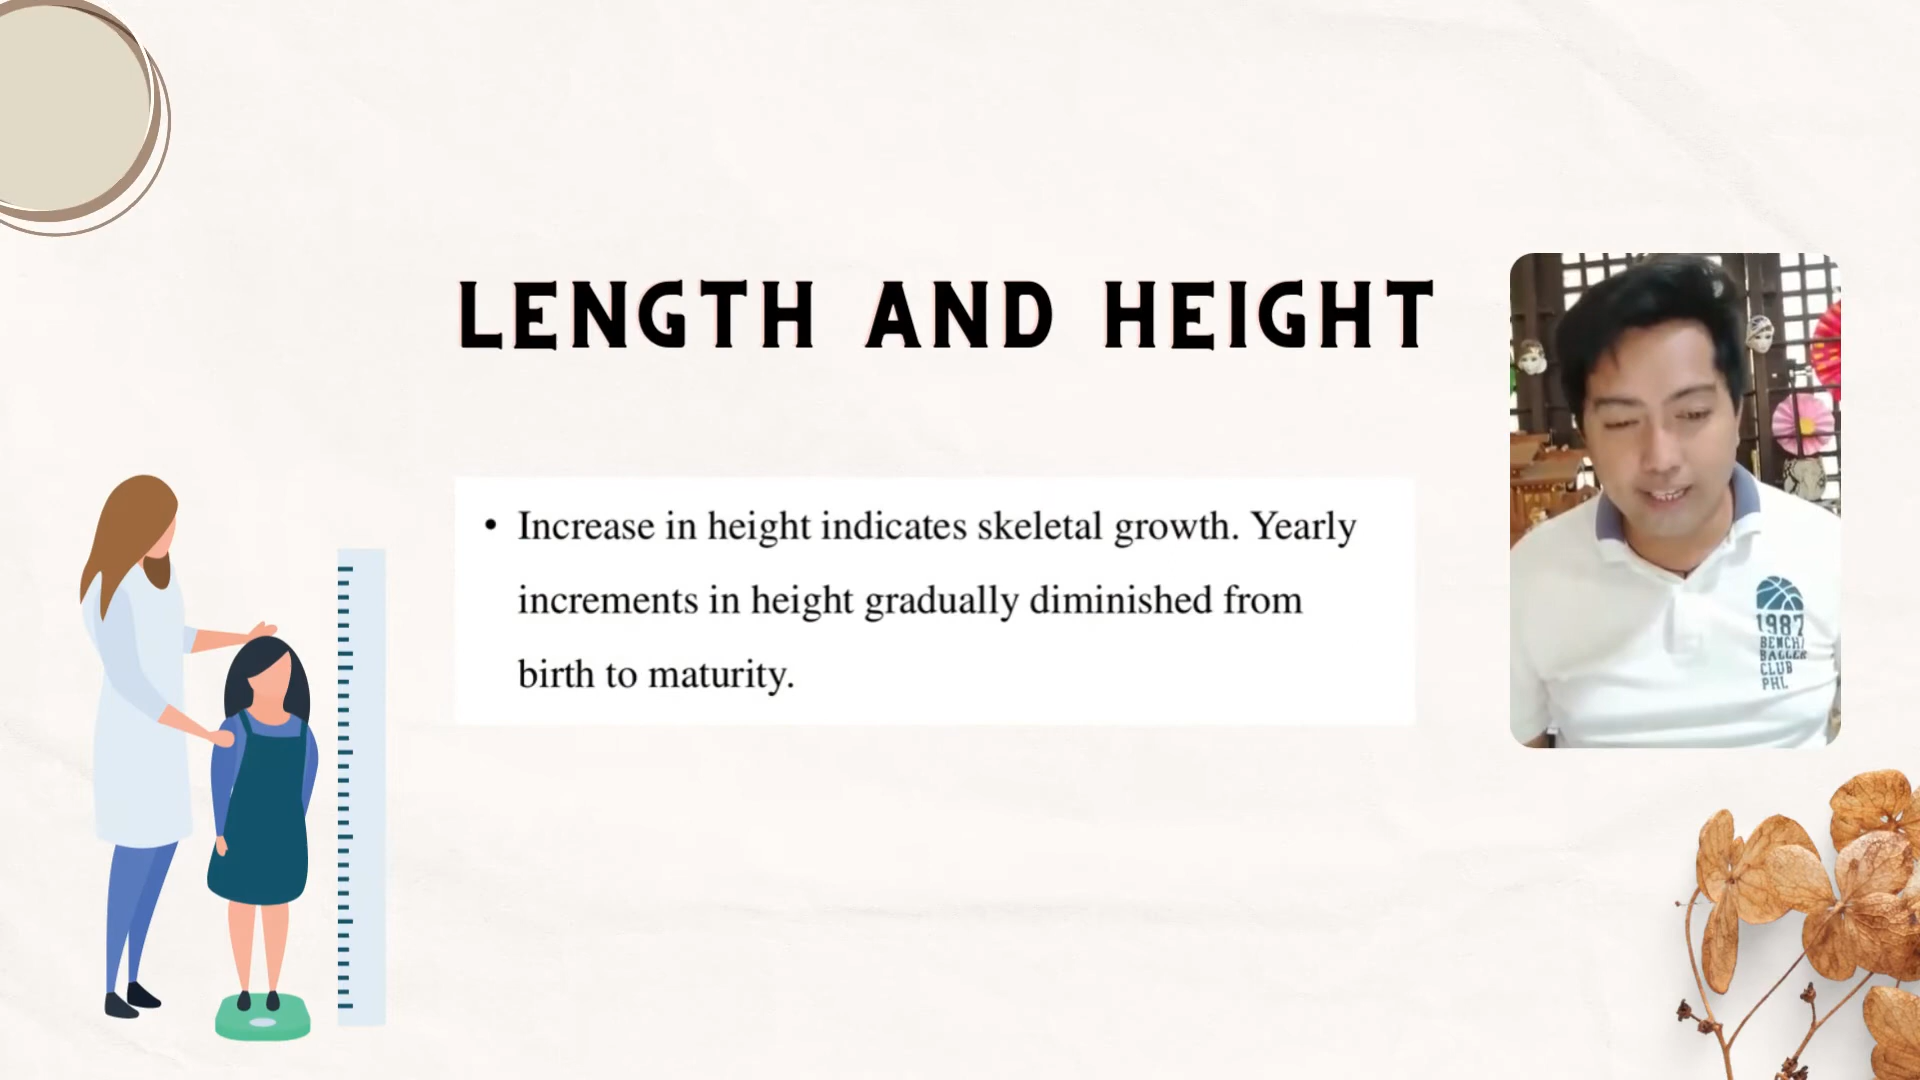 LENGTH AND HEIGHT
• Increase in height indicates skeletal growth. Yearly
increments in height gradually diminished from
birth to maturity.
1987
BENCH/
BALLER
CLUB
PHL